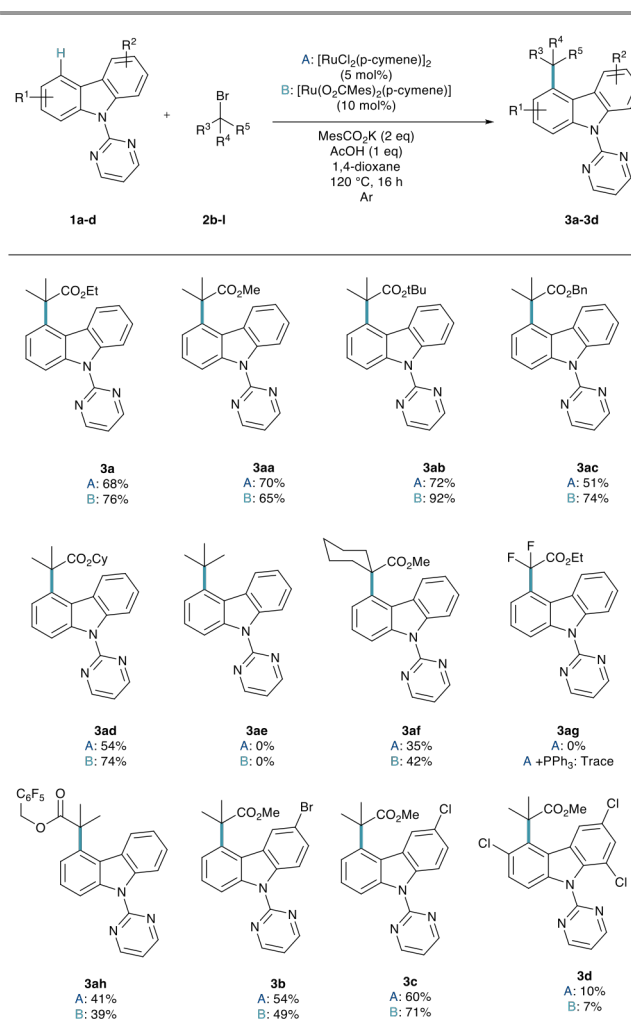 H
R2
R1
N
N
N
1a-d
+
Br
R3
R5
R4
2b-l
A: [RuCl2(p-cymene)]2
(5 mol%)
B: [Ru(O2CMes)2(p-cymene)]
(10 mol%)
MesCO2K (2 eq)
AcOH (1 eq)
1,4-dioxane
120 °C, 16 h
Ar
R4
R3
R5
R2
R1
N
N
N
3a-3d
CO2Et
N
N
N
3a
A: 68%
B: 76%
CO2Me
N
N
N
3aa
A: 70%
B: 65%
CO2tBu
N
N
N
3ab
A: 72%
B: 92%
CO2Bn
N
N
N
3ac
A: 51%
B: 74%
CO2Cy
N
N
N
3ad
A: 54%
B: 74%
N
N
N
3ae
A: 0%
B: 0%
CO2Me
N
N
N
3af
A: 35%
B: 42%
F
F
CO2Et
N
N
N
3ag
A: 0%
A +PPh3: Trace
C6F5
O
O
N
N
N
3ah
A: 41%
B: 39%
CO2Me
Br
N
N
N
3b
A: 54%
B: 49%
CO2Me
Cl
N
N
N
3c
A: 60%
B: 71%
CO2Me
Cl
Cl
Cl
N
N
N
3d
A: 10%
B: 7%